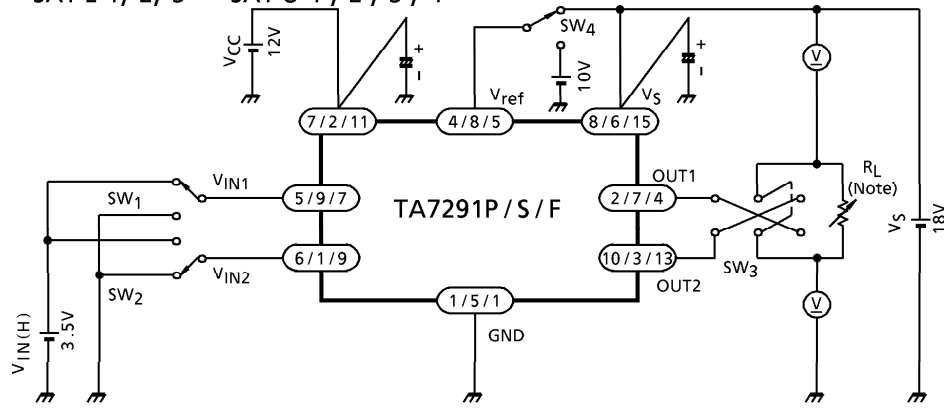 VCC
12V
+
-
SW4
10V
+
-
V
Vref
VS
7/2/11
4/8/5
8/6/15
VIN1
SW1
5/9/7
TA7291P/S/F
2/7/4
OUT1
RL
(Note)
VS
18V
6/1/9
VIN2
SW2
10/3/13
OUT2
SW3
1/5/1
GND
V
VIN(H)
3.5V